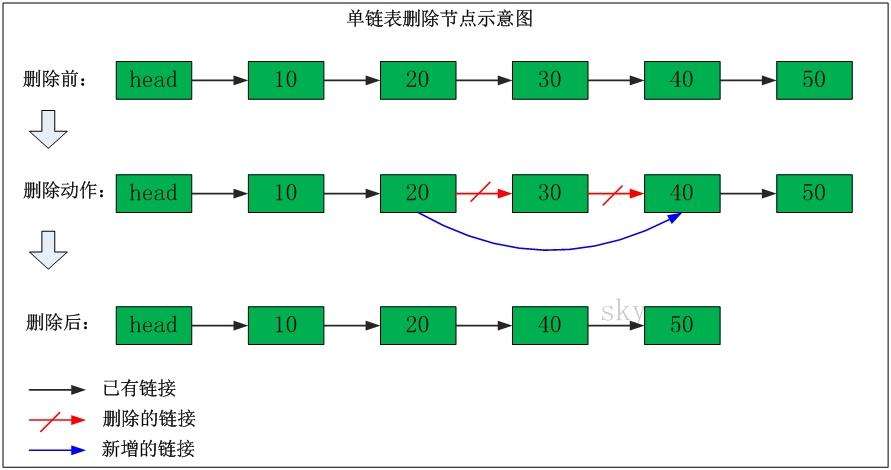 单链表删除节点示意图
删除前： head 10 20 30 40 50
删除动作： head 10 20 30 40 50
sky
删除后： head 10 20 40 50
已有链接
删除的链接
新增的链接